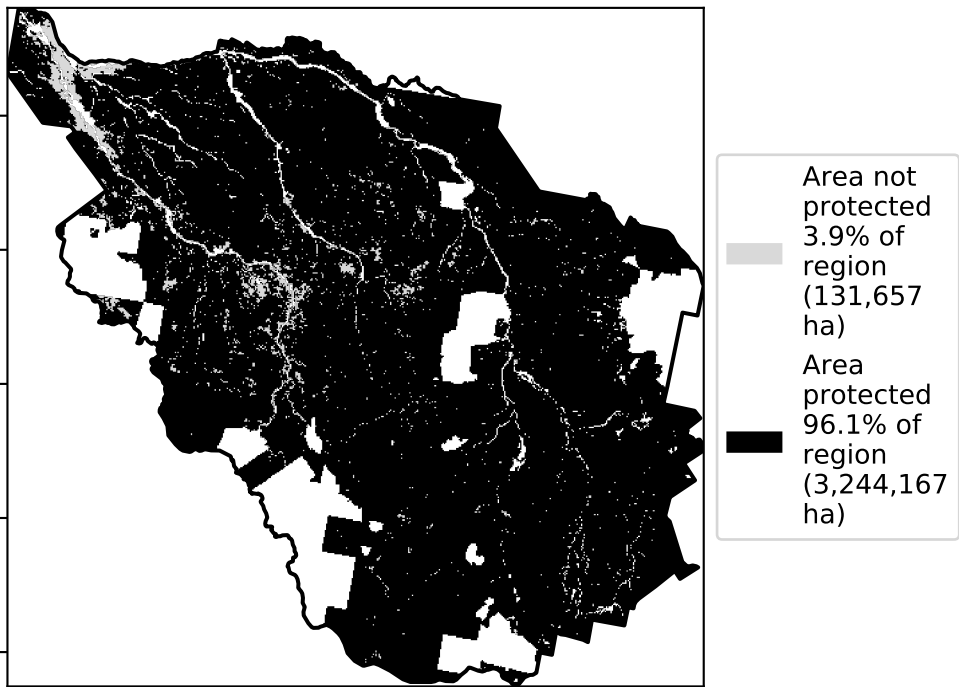 Area not
protected
3.9% of
region
(131,657
ha)
Area
protected
96.1% of
region
(3,244,167
ha)